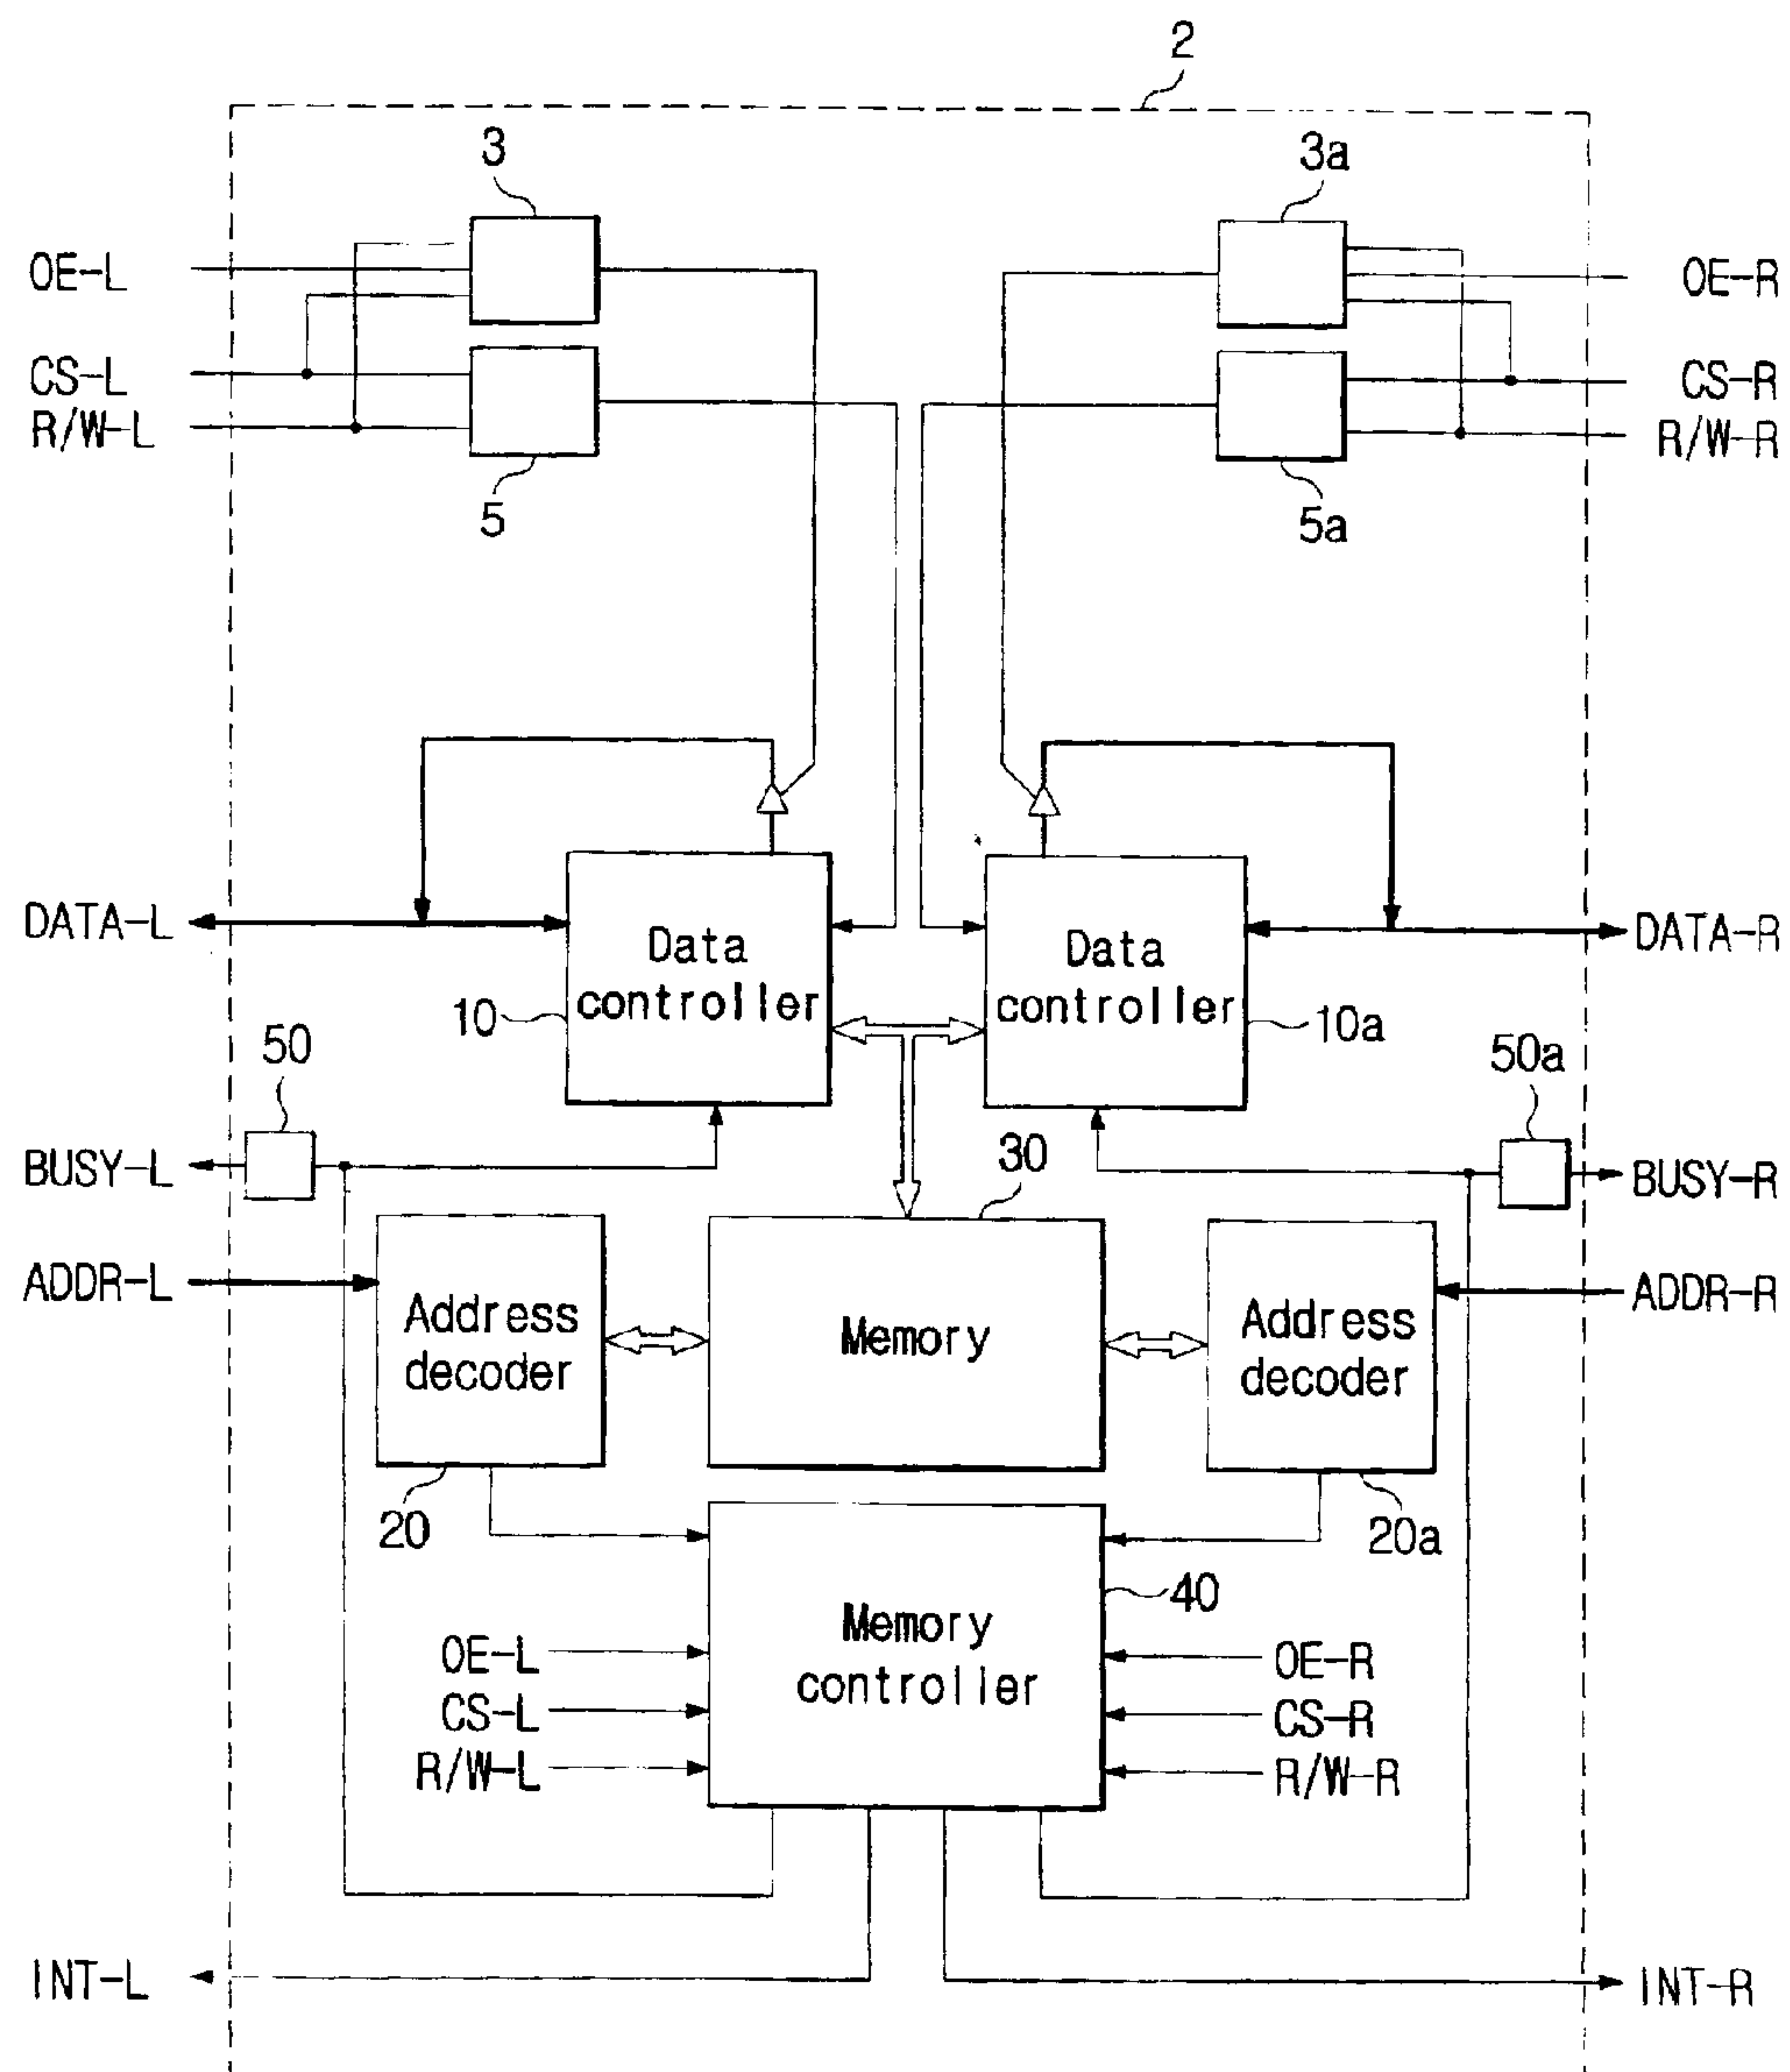 2
3
3a
OE-L
OE-R
CS-L
CS-R
R/W-L
R/W-R
5
5a
DATA-L
Data
controller
Data
controller
DATA-R
10
10a
50
50a
BUSY-L
30
BUSY-R
ADDR-L
Address
decoder
Memory
Address
decoder
ADDR-R
20
20a
40
Memory
controller
OE-L
CS-L
R/W-L
OE-R
CS-R
R/W-R
INT-L
INT-R